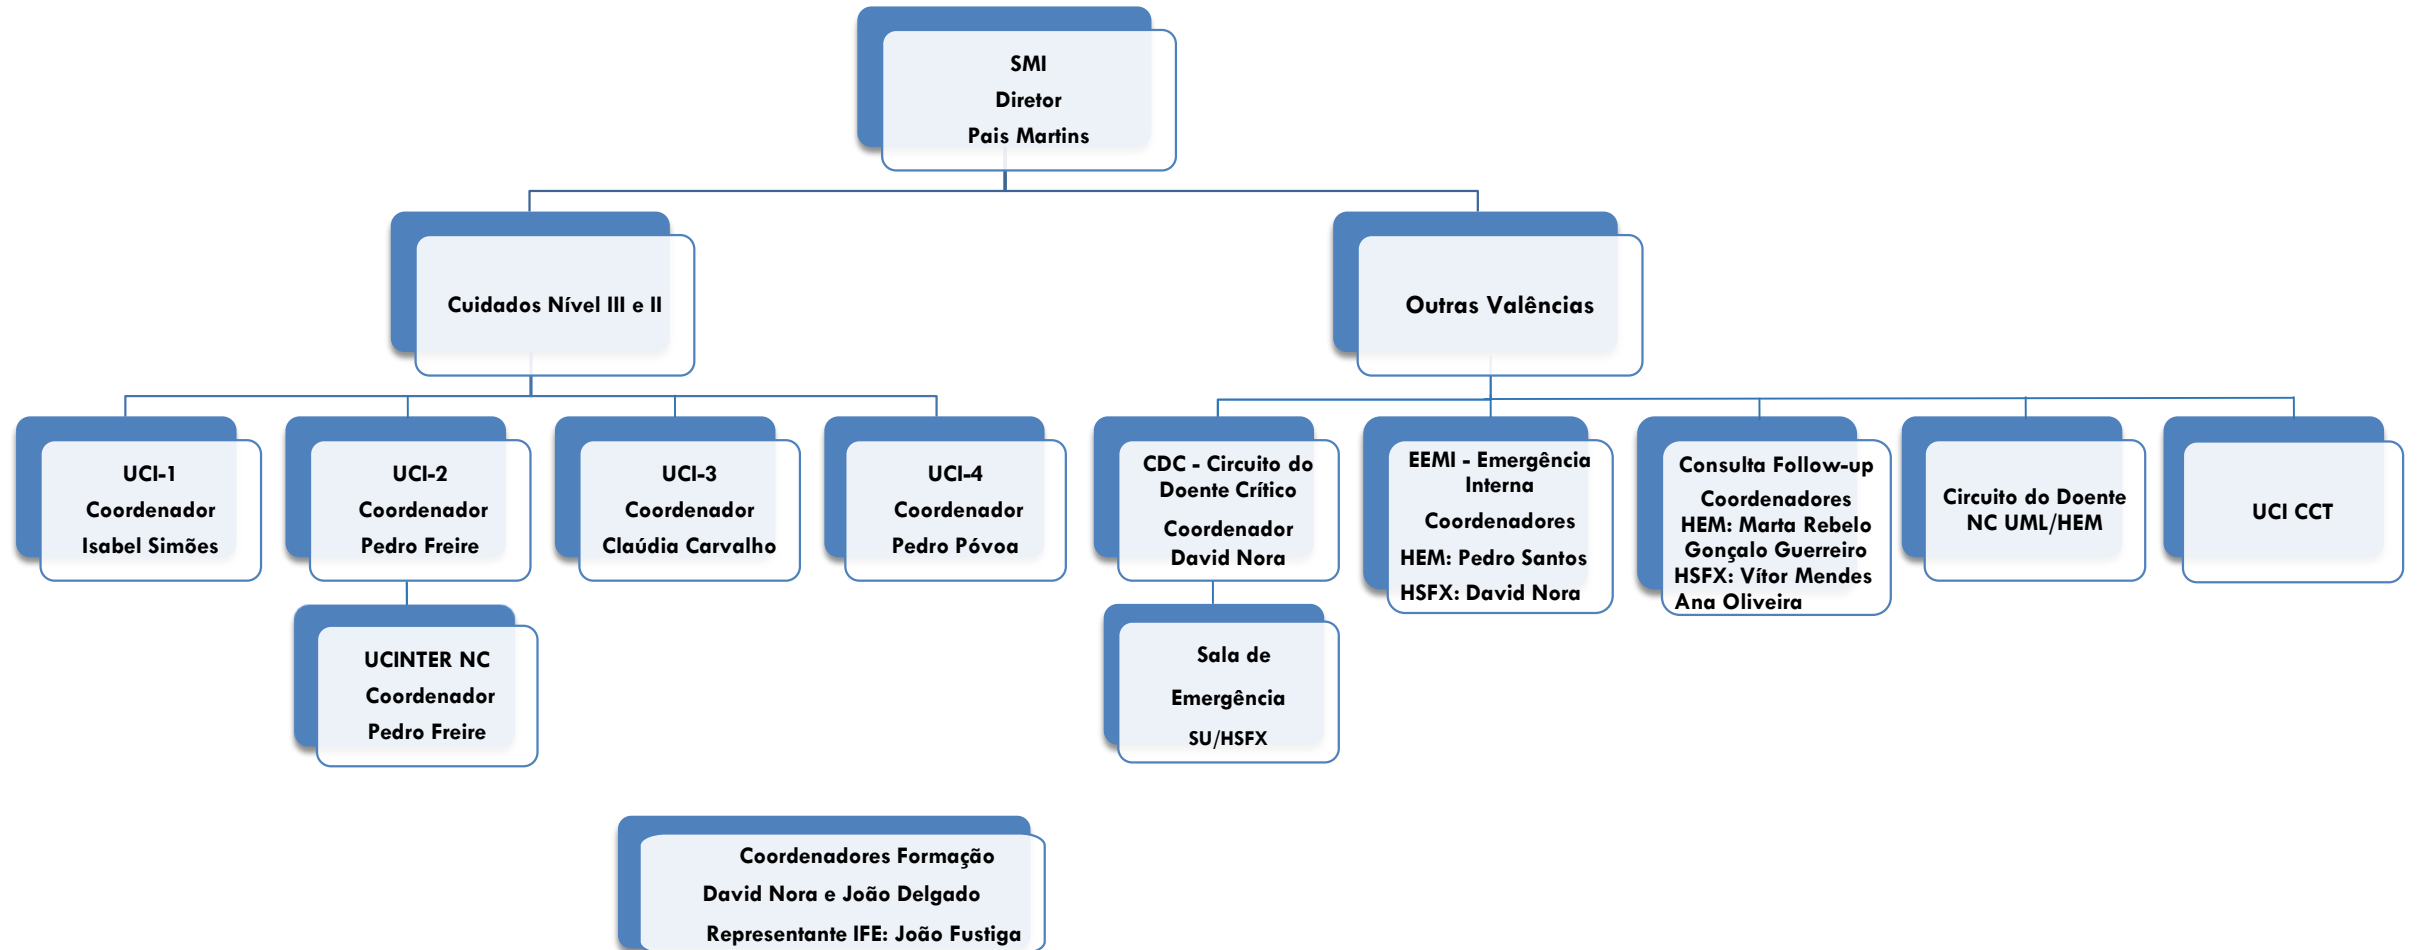 SMI
Diretor
Pais Martins
Cuidados Nível III e II
Outras Valências
UCI-1
Coordenador
Isabel Simões
UCI-2
Coordenador
Pedro Freire
UCI-3
Coordenador
Claúdia Carvalho
UCI-4
Coordenador
Pedro Póvoa
CDC - Circuito do
Doente Crítico
Coordenador
David Nora
EEMI - Emergência
Interna
Coordenadores
HEM: Pedro Santos
HSFX: David Nora
Consulta Follow-up
Coordenadores
HEM: Marta Rebelo
Gonçalo Guerreiro
HSFX: Vítor Mendes
Ana Oliveira
Circuito do Doente
NC UML/HEM
UCI CCT
UCINTER NC
Coordenador
Pedro Freire
Sala de
Emergência
SU/HSFX
Coordenadores Formação
David Nora e João Delgado
Representante IFE: João Fustiga